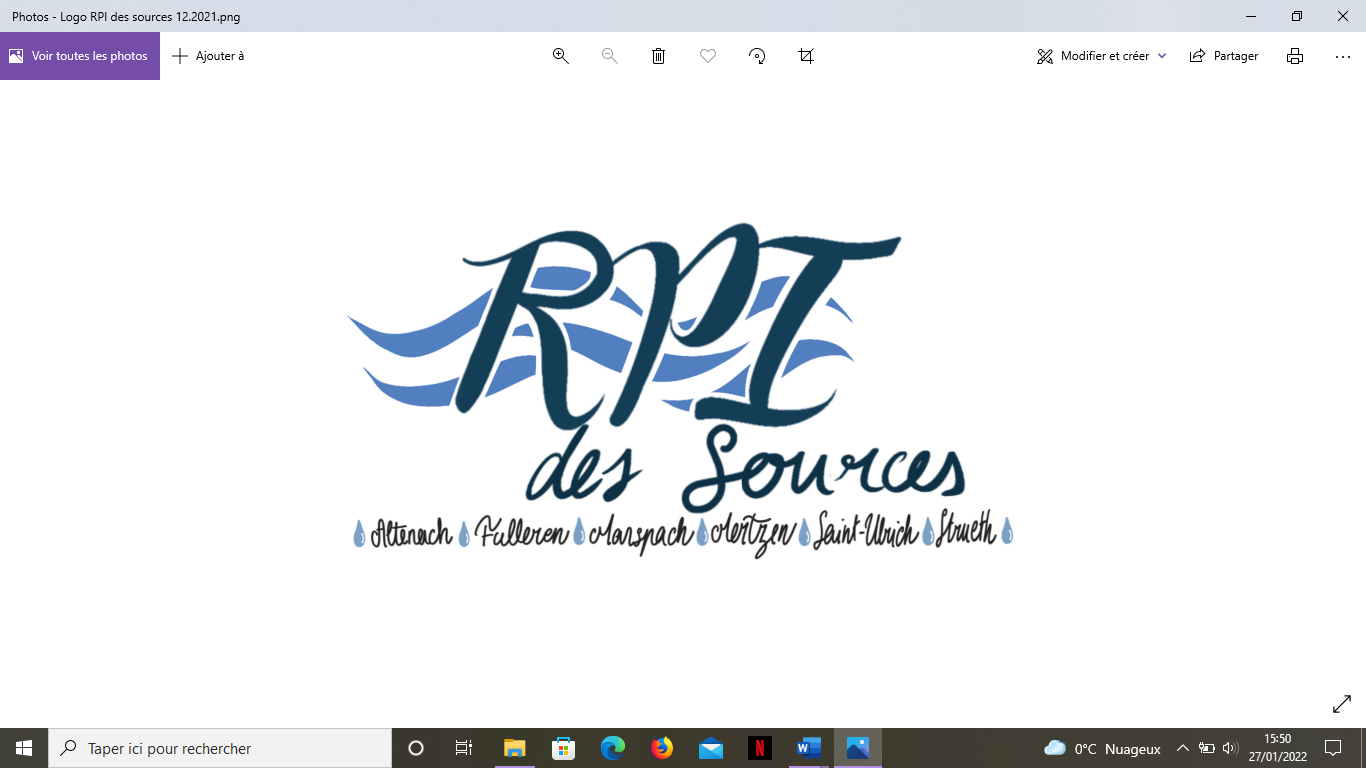 Photos - Logo RPI des sources 12.2021.png
Voir toutes les photos Ajouter à Modifier et créer Partager
RPI
des Sources
Altenach Fulleren Manspach Mertzen Saint-Ulrich Strueth
Taper ici pour rechercher 0°C Nuageux 15:50
27/01/2022